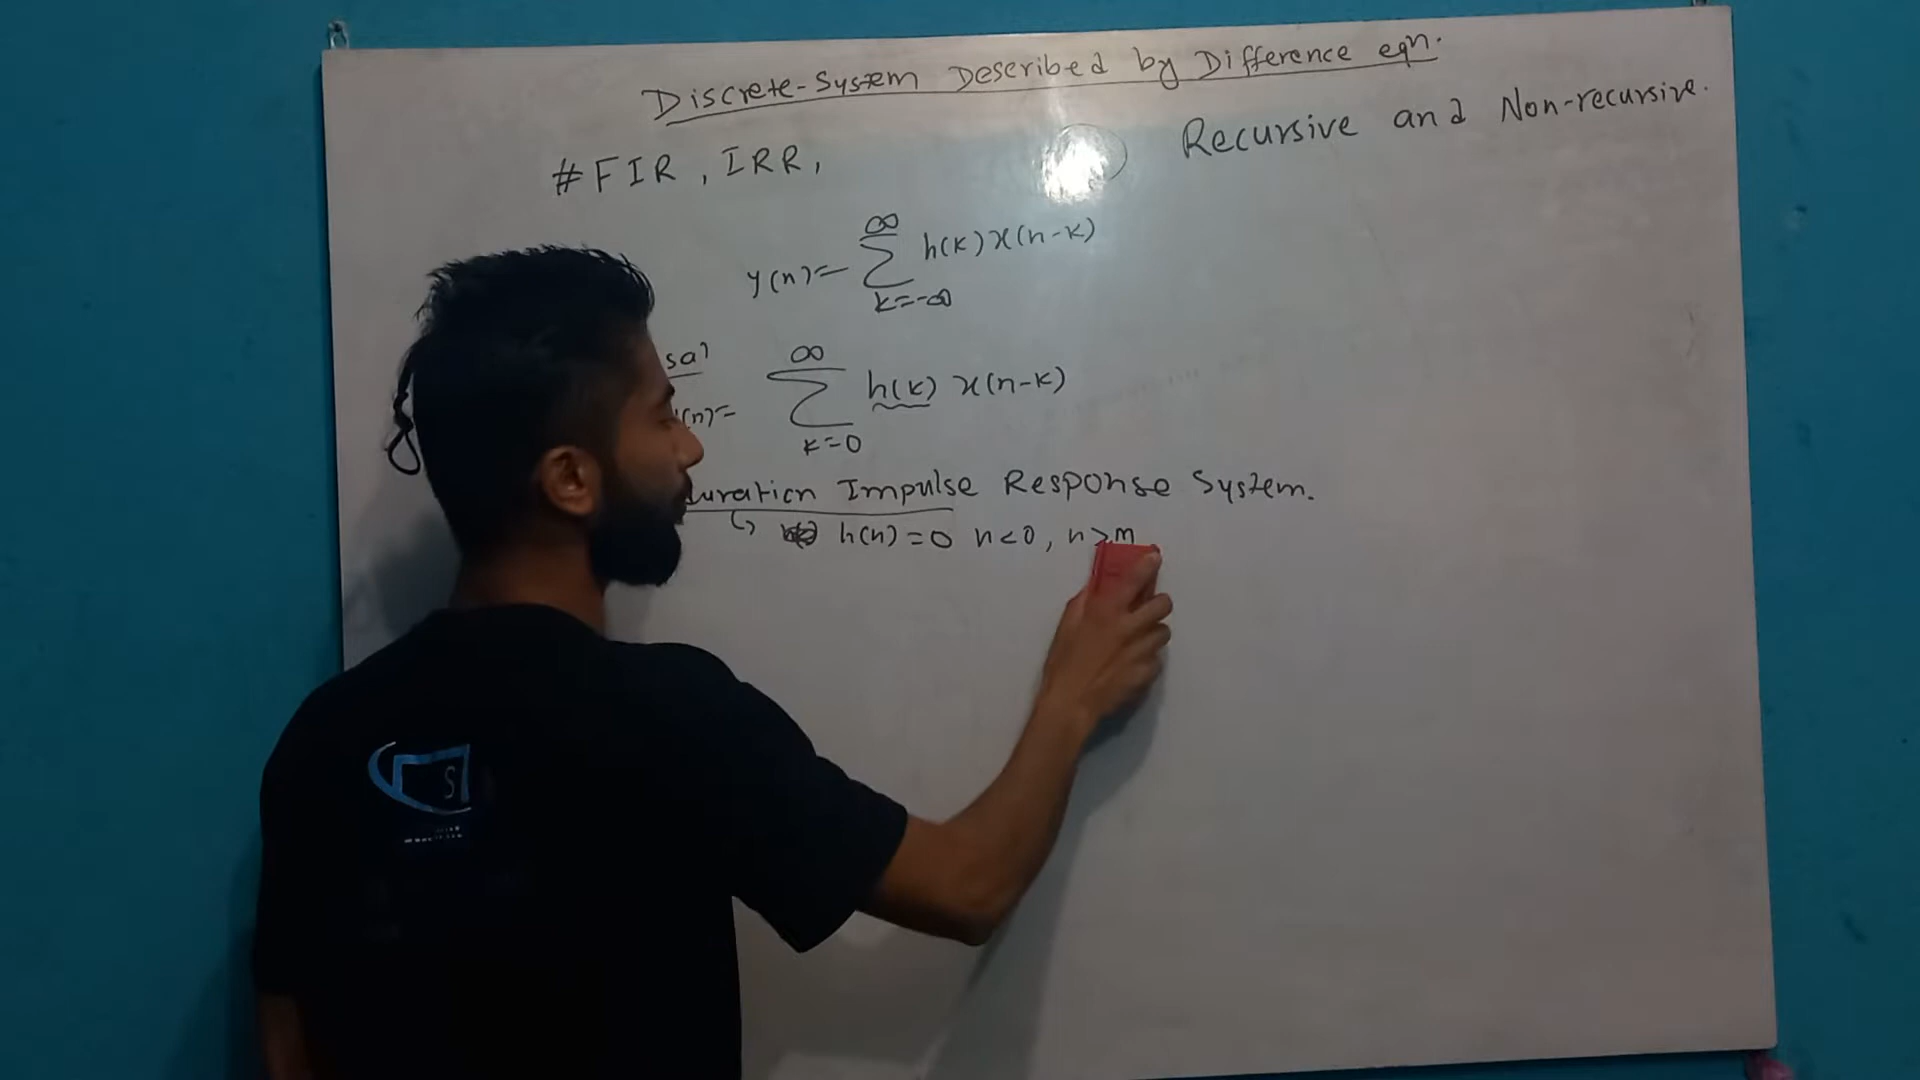 Discrete-System Described by Difference eqn.
Recursive and Non-recursive.
#FIR, IRR,
y(n)= ∞ ∑ k=-∞ h(k)x(n-k)
(n)= ∞ ∑ k=0 h(k) x(n-k)
Impulse Response System.
↳ h(n)=0 n<0, n≥m
S